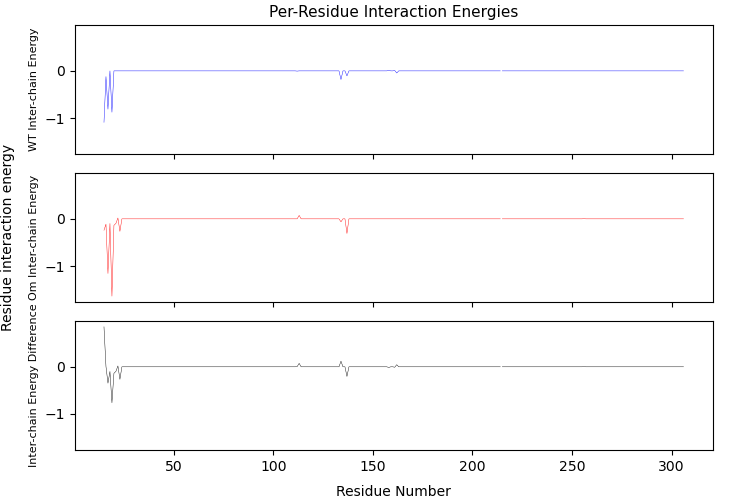 Per-Residue Interaction Energies
Residue interaction energy
WT Inter-chain Energy
0
−1
Om Inter-chain Energy
0
−1
Inter-chain Energy Difference
0
−1
50
100
150
200
250
300
Residue Number